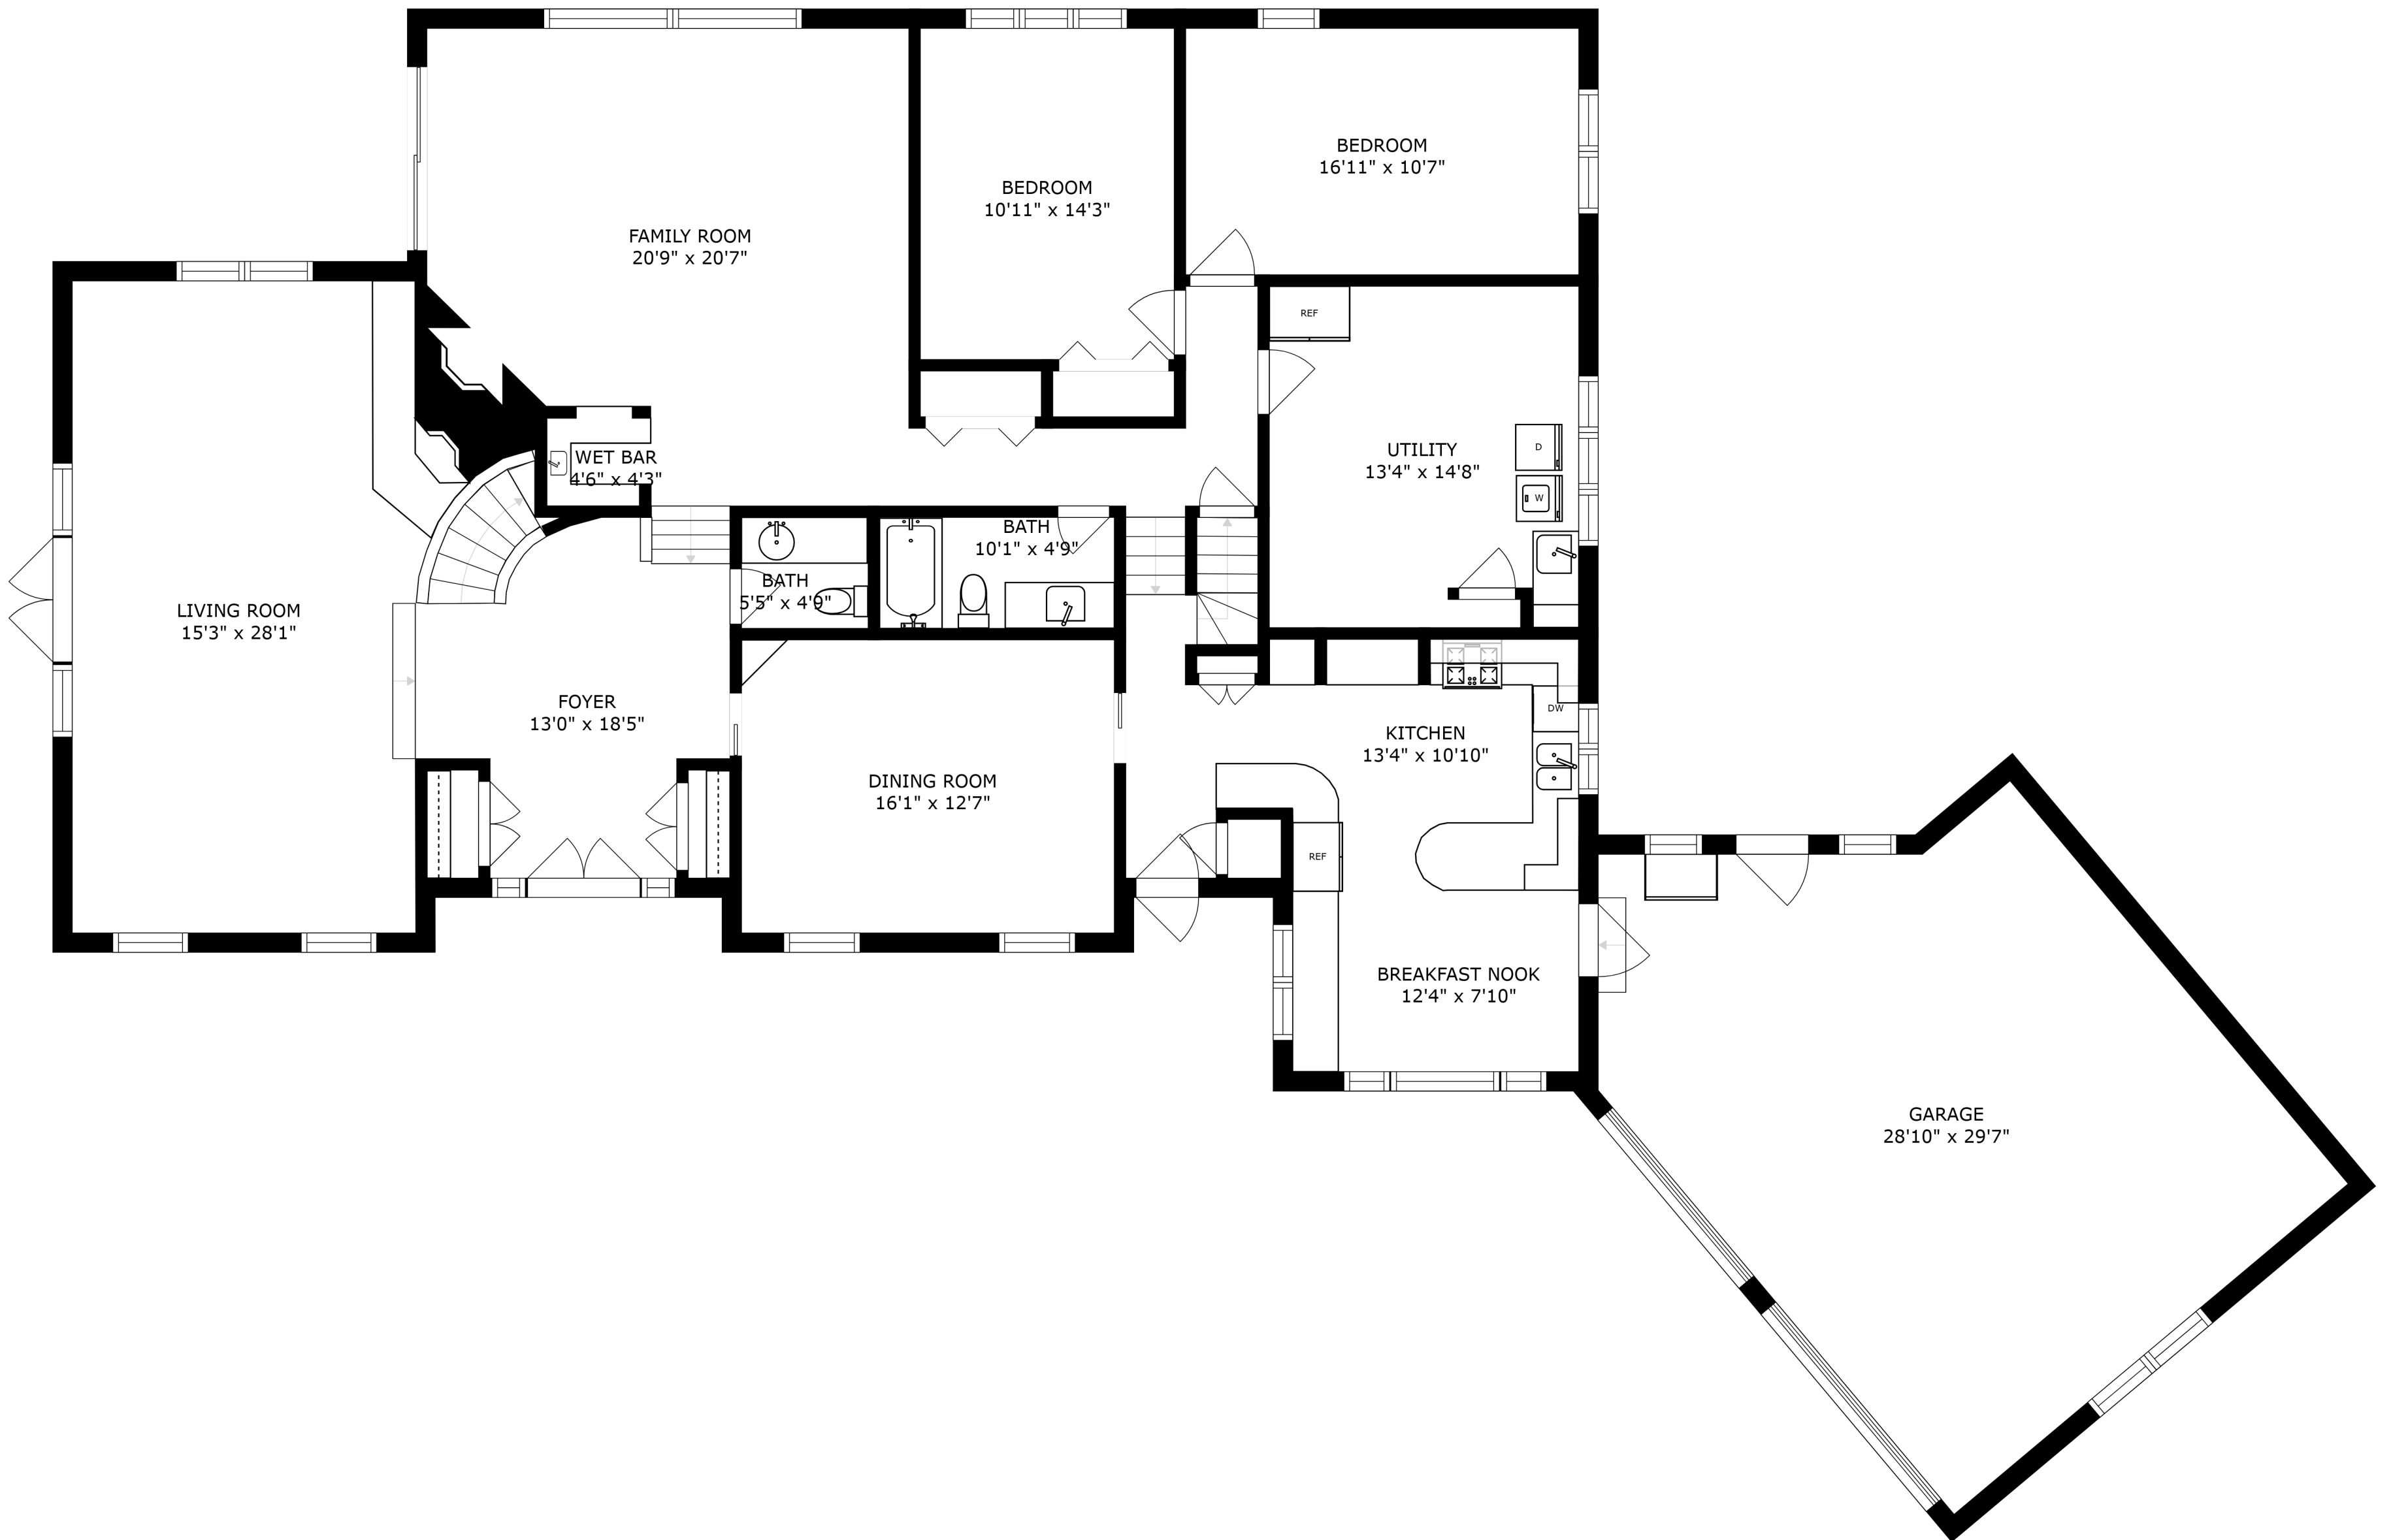 BEDROOM
16'11" x 10'7"
BEDROOM
10'11" x 14'3"
FAMILY ROOM
20'9" x 20'7"
REF
UTILITY
13'4" x 14'8"
D
W
WET BAR
4'6" x 4'3"
BATH
10'1" x 4'9"
BATH
5'5" x 4'9"
LIVING ROOM
15'3" x 28'1"
FOYER
13'0" x 18'5"
DW
KITCHEN
13'4" x 10'10"
DINING ROOM
16'1" x 12'7"
REF
BREAKFAST NOOK
12'4" x 7'10"
GARAGE
28'10" x 29'7"